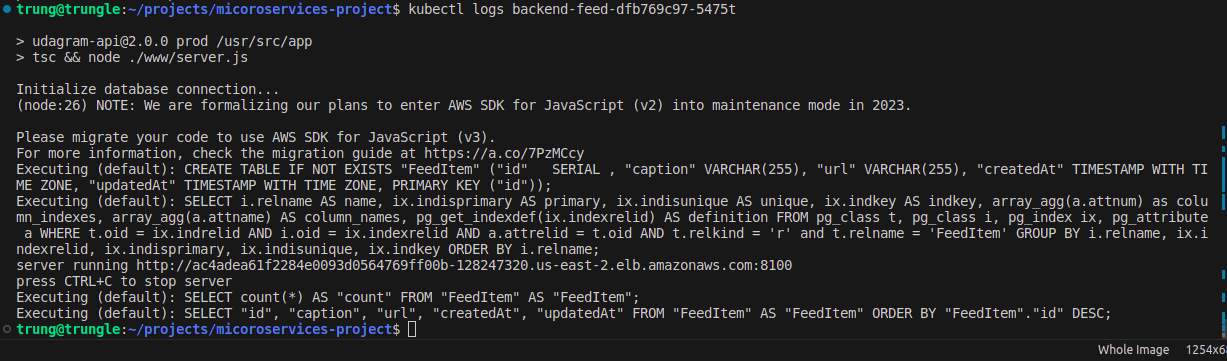 trung@trungle:~/projects/micoroservices-project$ kubectl logs backend-feed-dfb769c97-5475t
> udagram-api@2.0.0 prod /usr/src/app
> tsc && node ./www/server.js
Initialize database connection...
(node:26) NOTE: We are formalizing our plans to enter AWS SDK for JavaScript (v2) into maintenance mode in 2023.
Please migrate your code to use AWS SDK for JavaScript (v3).
For more information, check the migration guide at https://a.co/7PzMCcy
Executing (default): CREATE TABLE IF NOT EXISTS "FeedItem" ("id"   SERIAL , "caption" VARCHAR(255), "url" VARCHAR(255), "createdAt" TIMESTAMP WITH TI
ME ZONE, "updatedAt" TIMESTAMP WITH TIME ZONE, PRIMARY KEY ("id"));
Executing (default): SELECT i.relname AS name, ix.indisprimary AS primary, ix.indisunique AS unique, ix.indkey AS indkey, array_agg(a.attnum) as colu
mn_indexes, array_agg(a.attname) AS column_names, pg_get_indexdef(ix.indexrelid) AS definition FROM pg_class t, pg_class i, pg_index ix, pg_attribute
 a WHERE t.oid = ix.indrelid AND i.oid = ix.indexrelid AND a.attrelid = t.oid AND t.relkind = 'r' and t.relname = 'FeedItem' GROUP BY i.relname, ix.i
ndexrelid, ix.indisprimary, ix.indisunique, ix.indkey ORDER BY i.relname;
server running http://ac4adea61f2284e0093d0564769ff00b-128247320.us-east-2.elb.amazonaws.com:8100
press CTRL+C to stop server
Executing (default): SELECT count(*) AS "count" FROM "FeedItem" AS "FeedItem";
Executing (default): SELECT "id", "caption", "url", "createdAt", "updatedAt" FROM "FeedItem" AS "FeedItem" ORDER BY "FeedItem"."id" DESC;
trung@trungle:~/projects/micoroservices-project$
Whole Image 1254x6